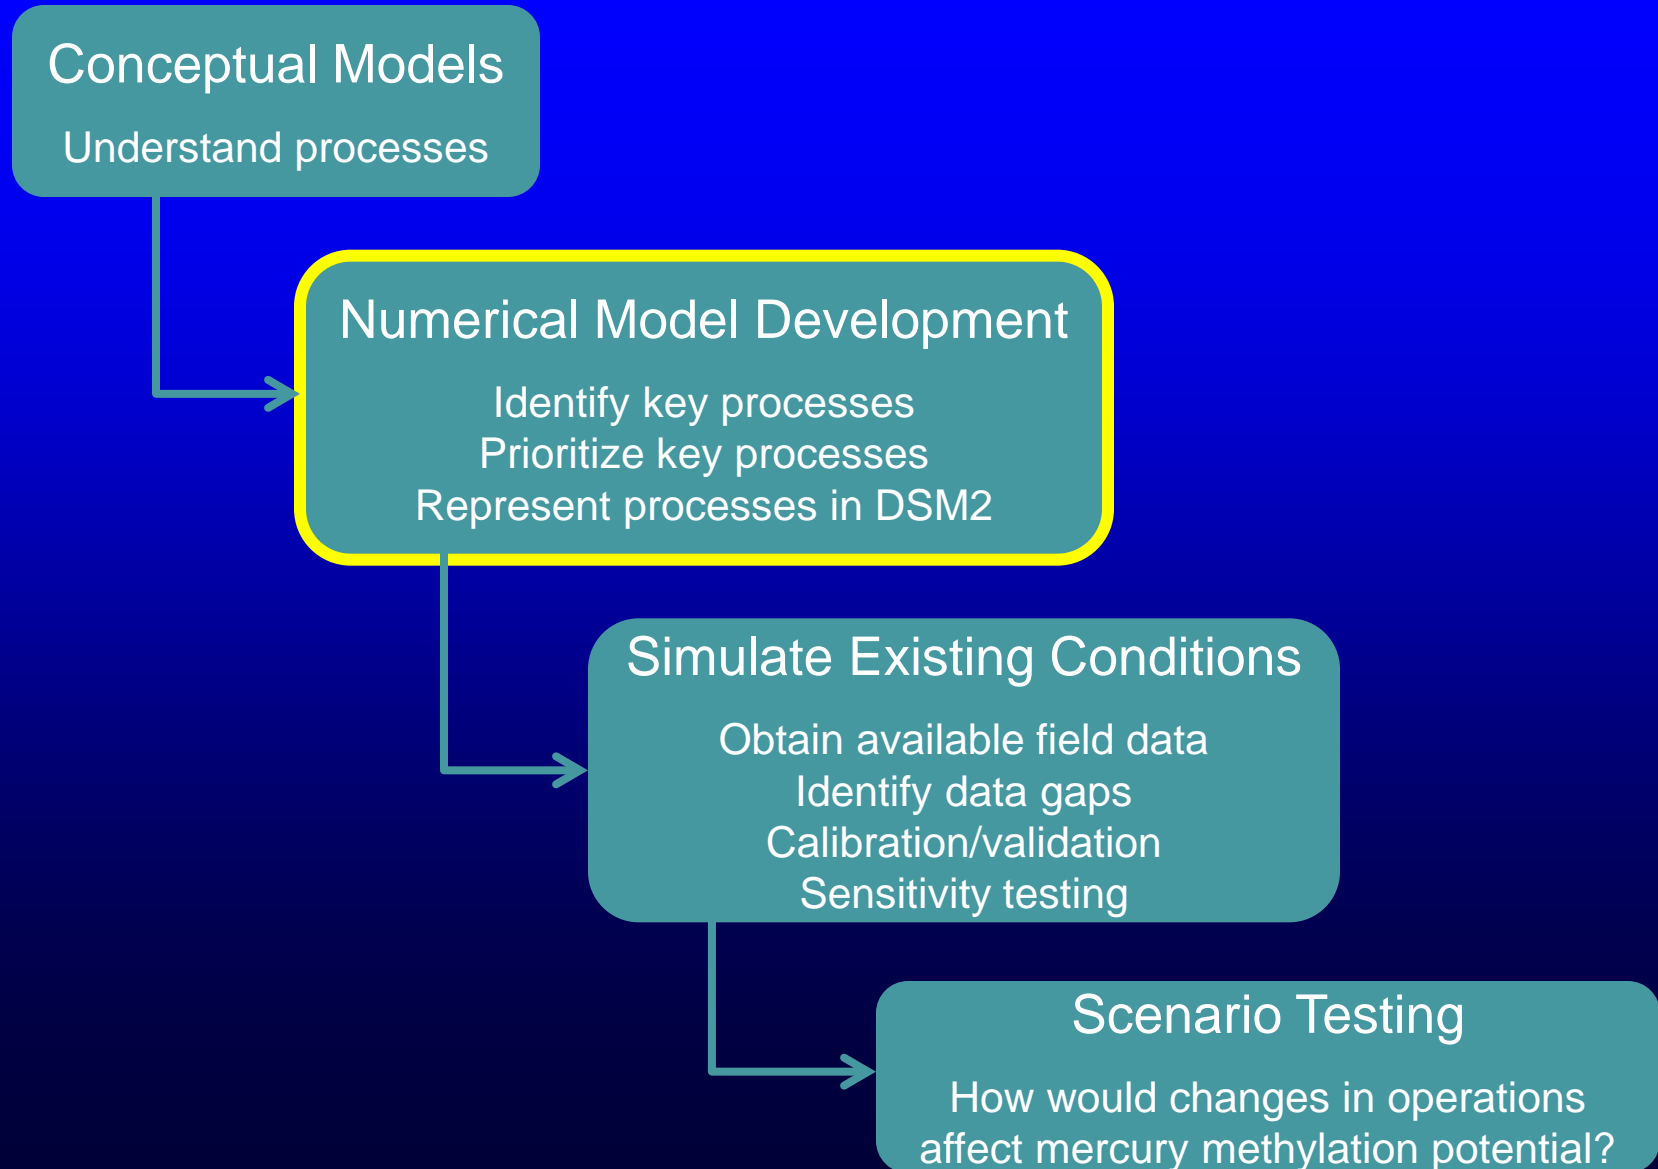 Conceptual Models
Understand processes
Numerical Model Development
Identify key processes
Prioritize key processes
Represent processes in DSM2
Simulate Existing Conditions
Obtain available field data
Identify data gaps
Calibration/validation
Sensitivity testing
Scenario Testing
How would changes in operations
affect mercury methylation potential?